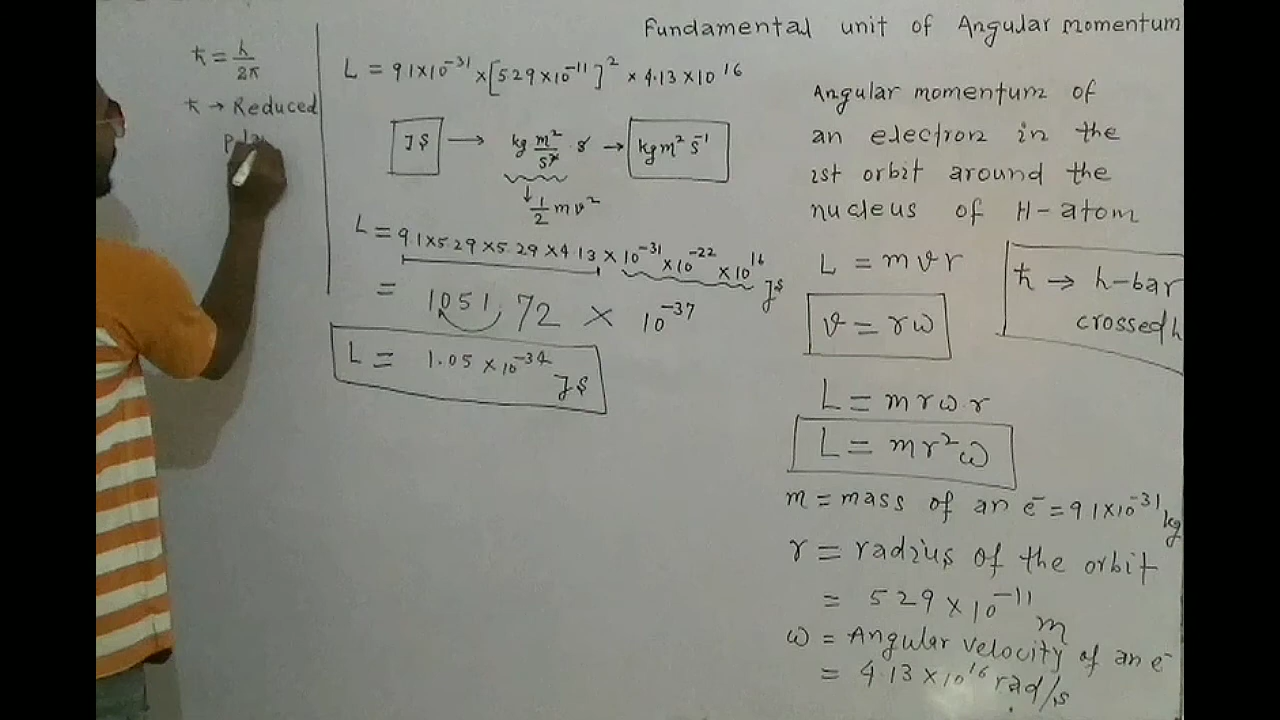 Fundamental unit of Angular momentum
ħ = h/2π
ħ → Reduced
L = 9.1×10⁻³¹ × [5.29×10⁻¹¹]² × 4.13×10¹⁶
JS → kg m²/s² · s → kg m² s⁻¹
↓ 1/2 m v²
L = 9.1×5.29×5.29×4.13×10⁻³¹×10⁻²²×10¹⁶ JS
= 1051.72 × 10⁻³⁷
L = 1.05×10⁻³⁴ JS
Angular momentum of
an electron in the
1st orbit around the
nucleus of H-atom
L = m v r
v = rω
ħ → h-bar
crossed h
L = m r ω r
L = m r² ω
m = mass of an e⁻ = 9.1×10⁻³¹ kg
r = radius of the orbit
= 5.29×10⁻¹¹ m
ω = Angular velocity of an e⁻
= 4.13×10¹⁶ rad/s